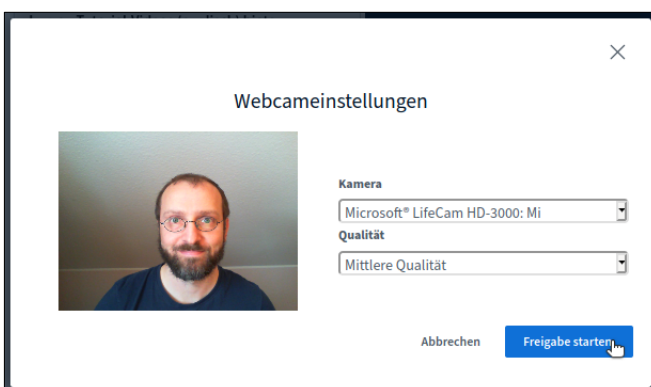 Webcameinstellungen
Kamera
Microsoft® LifeCam HD-3000: Mi
Qualität
Mittlere Qualität
Abbrechen
Freigabe starten